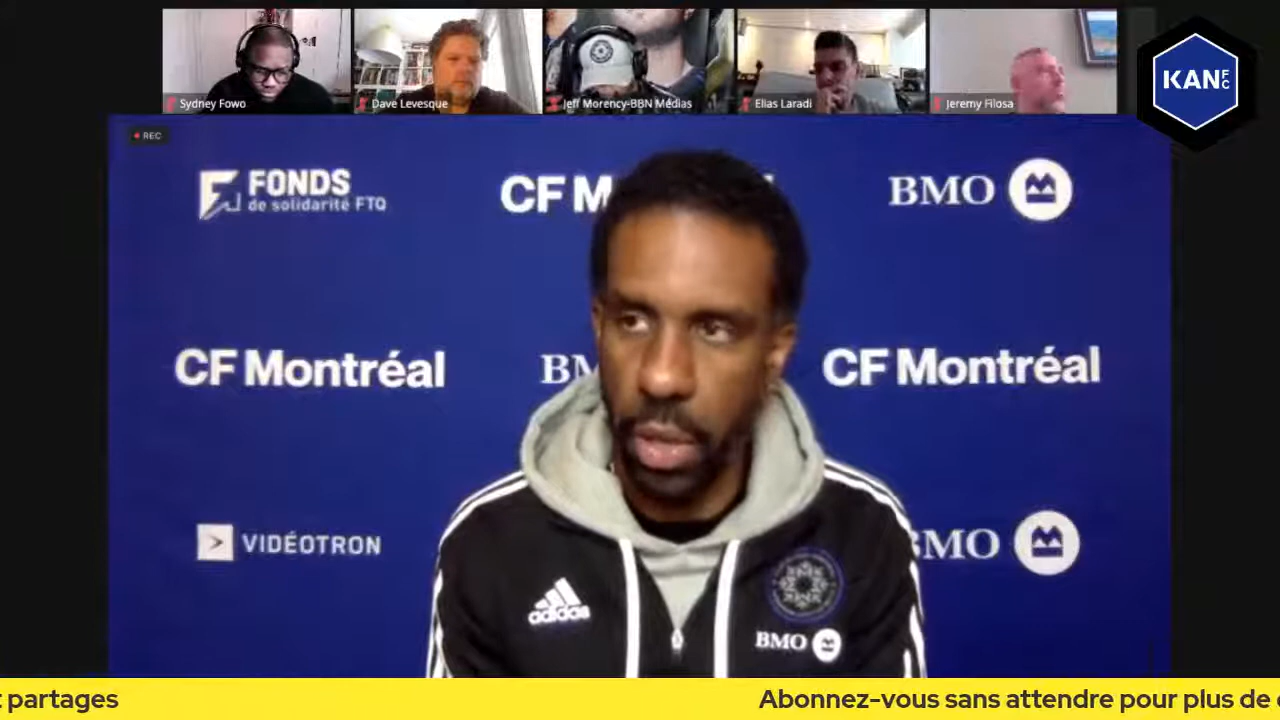 Sydney Fowo
Dave Levesque
Jeff Morency-BBN Médias
Elias Laradi
Jeremy Filosa
KAN FC
REC
FONDS
de solidarité FTQ
CF M
BMO
CF Montréal
BM
CF Montréal
VIDÉOTRON
BMO
adidas
BMO
t partages
Abonnez-vous sans attendre pour plus de